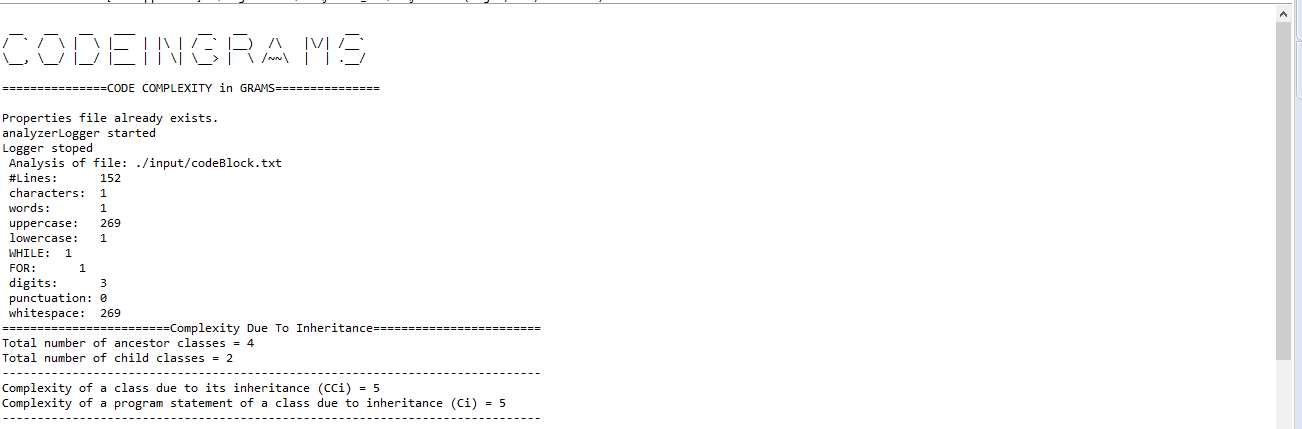 CODEINGRAMS
===============CODE COMPLEXITY in GRAMS===============
Properties file already exists.
analyzerLogger started
Logger stoped
Analysis of file: ./input/codeBlock.txt
#Lines: 152
characters: 1
words: 1
uppercase: 269
lowercase: 1
WHILE: 1
FOR: 1
digits: 3
punctuation: 0
whitespace: 269
========================Complexity Due To Inheritance========================
Total number of ancestor classes = 4
Total number of child classes = 2
-----------------------------------------------------------------------------
Complexity of a class due to its inheritance (CCi) = 5
Complexity of a program statement of a class due to inheritance (Ci) = 5
-----------------------------------------------------------------------------